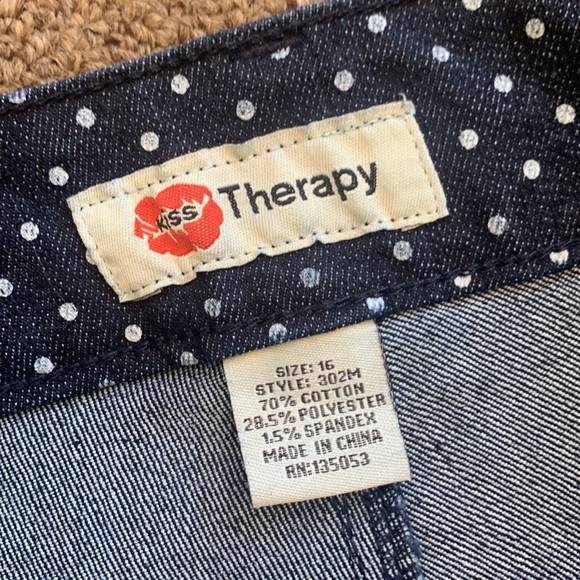 KISS Therapy
SIZE: 16
STYLE: 302M
70% COTTON
28.5% POLYESTER
1.5% SPANDEX
MADE IN CHINA
RN:135053